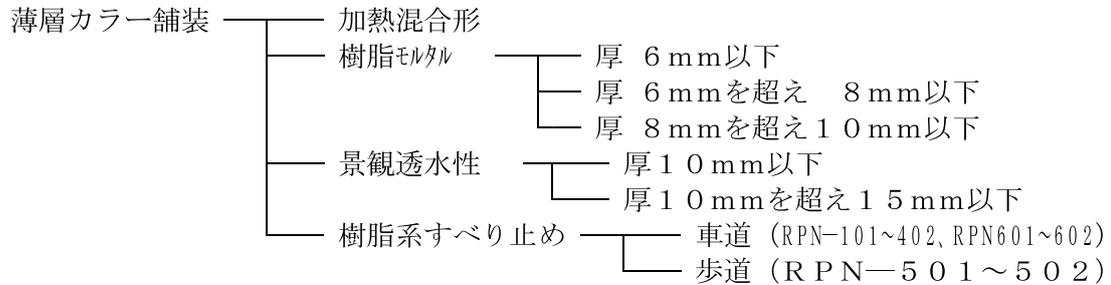 薄層カラー舗装 加熱混合形
樹脂ﾓﾙﾀﾙ 厚 ６ｍｍ以下
厚 ６ｍｍを超え　８ｍｍ以下
厚 ８ｍｍを超え１０ｍｍ以下
景観透水性 厚１０ｍｍ以下
厚１０ｍｍを超え１５ｍｍ以下
樹脂系すべり止め 車道（RPN−101~402､RPN601~602）
歩道（ＲＰＮ―５０１～５０２）